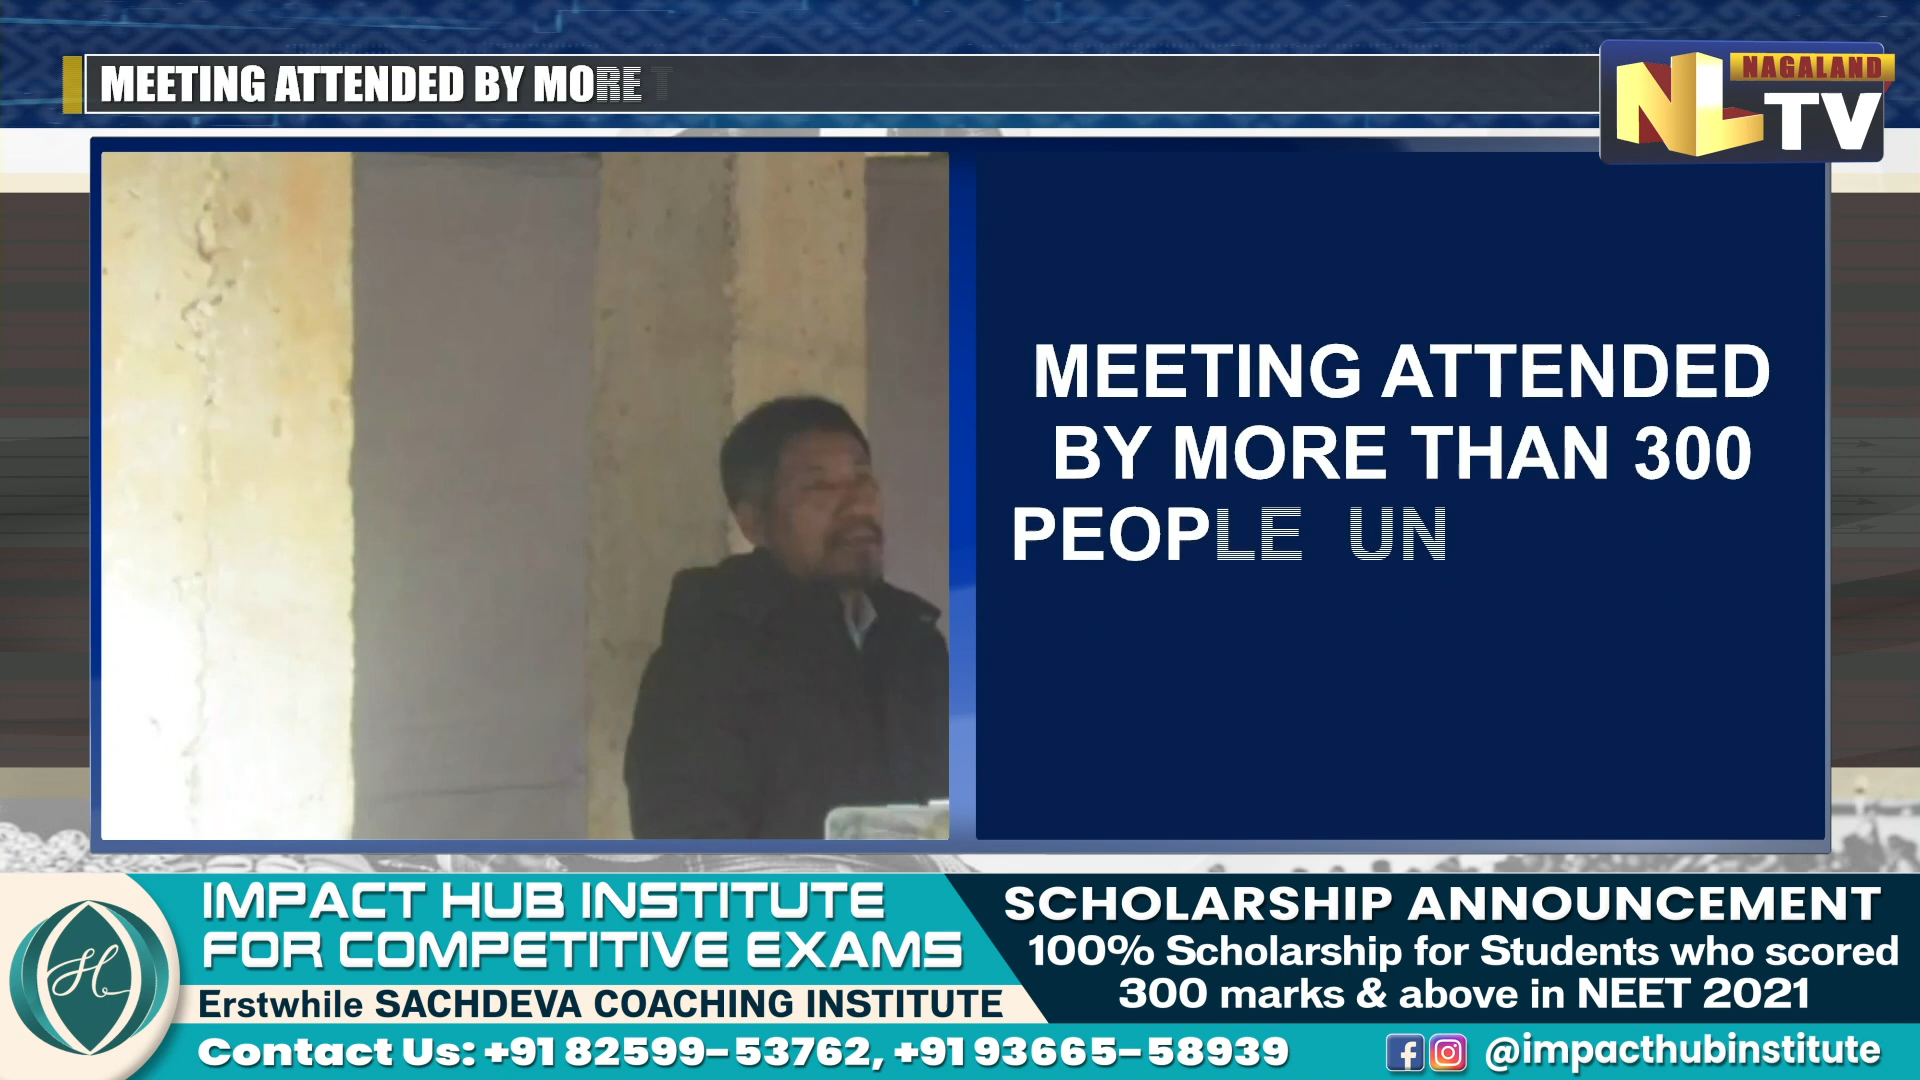 MEETING ATTENDED BY MORE
NAGALAND
NL TV
MEETING ATTENDED
BY MORE THAN 300
PEOPLE UN
IMPACT HUB INSTITUTE
FOR COMPETITIVE EXAMS
Erstwhile SACHDEVA COACHING INSTITUTE
SCHOLARSHIP ANNOUNCEMENT
100% Scholarship for Students who scored
300 marks & above in NEET 2021
Contact Us: +91 82599-53762, +91 93665-58939
@impacthubinstitute